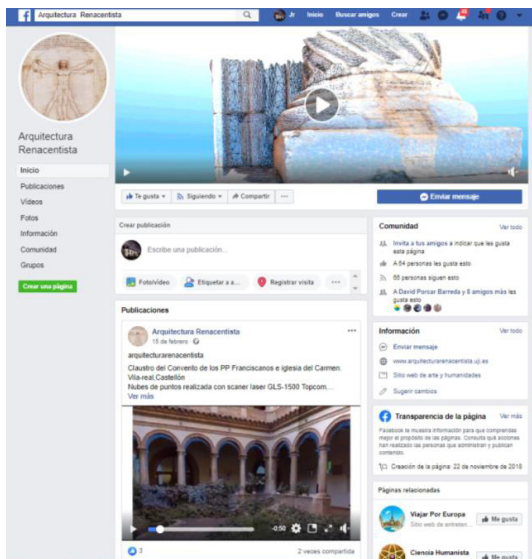 Arquitectura Renacentista
Jr Inicio Buscar amigos Crear
Arquitectura
Renacentista
Inicio
Publicaciones
Vídeos
Fotos
Información
Comunidad
Grupos
Crear una página
Te gusta Siguiendo Compartir ...
Enviar mensaje
Crear publicación
Escribe una publicación...
Foto/vídeo Etiquetar a a... Registrar visita ...
Publicaciones
Arquitectura Renacentista
18 de febrero
arquitecturarenacentista
Claustro del Convento de los PP Franciscanos e iglesia del Carmen.
Vila-real,Castellón
Nubes de puntos realizada con scaner laser GLS-1500 Topcom...
Ver más
-0:50
3
2 veces compartida
Comunidad Ver todo
Invita a tus amigos a indicar que les gusta
esta página
A 64 personas les gusta esto
66 personas siguen esto
A David Porcar Barreda y 8 amigos más les
gusta esto
Información Ver todo
Enviar mensaje
www.arquitecturarenacentista.uji.es
Sitio web de arte y humanidades
Sugerir cambios
Transparencia de la página Ver más
Facebook te muestra información para que comprendas
mejor el propósito de las páginas. Consulta qué acciones
han realizado las personas que administran y publican
contenido.
Creación de la página: 22 de noviembre de 2018
Páginas relacionadas
Viajar Por Europa
Sitio web de entreten...
Me gusta
Ciencia Humanista
Me gusta